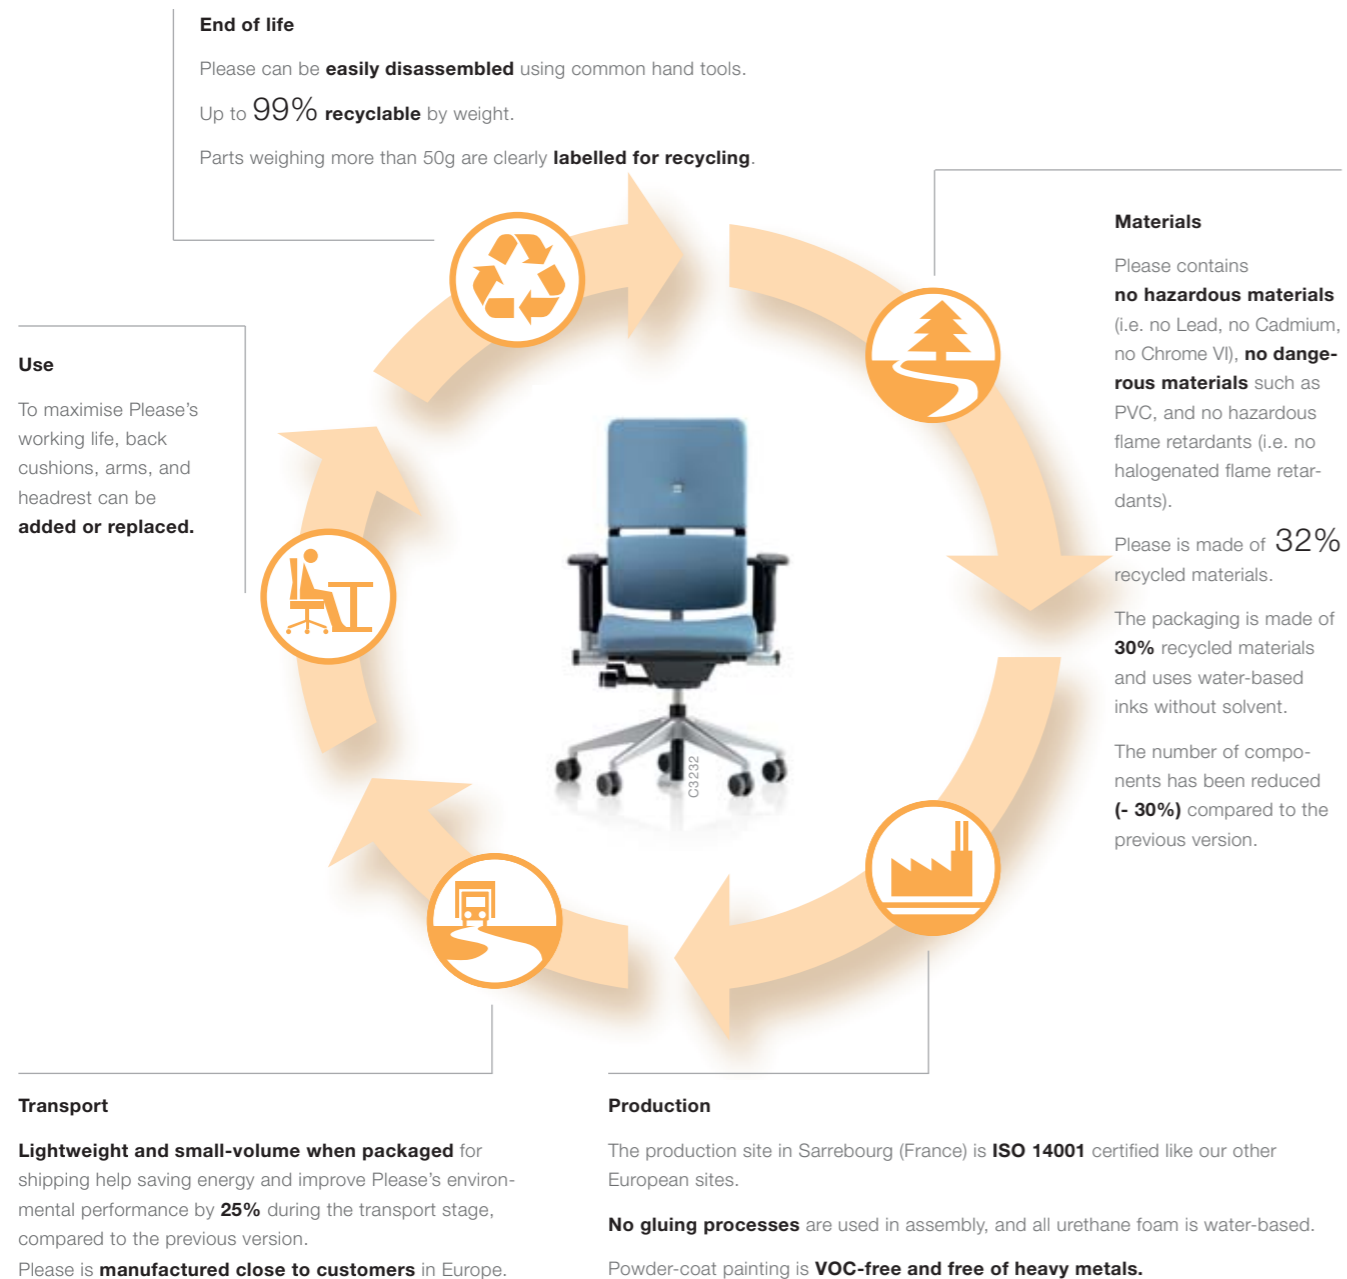 End of life
Please can be easily disassembled using common hand tools.
Up to 99% recyclable by weight.
Parts weighing more than 50g are clearly labelled for recycling.
Materials
Please contains
no hazardous materials
(i.e. no Lead, no Cadmium,
no Chrome VI), no dange-
rous materials such as
PVC, and no hazardous
flame retardants (i.e. no
halogenated flame retar-
dants).
Please is made of 32%
recycled materials.
The packaging is made of
30% recycled materials
and uses water-based
inks without solvent.
The number of compo-
nents has been reduced
(- 30%) compared to the
previous version.
Use
To maximise Please's
working life, back
cushions, arms, and
headrest can be
added or replaced.
C3232
Transport
Lightweight and small-volume when packaged for
shipping help saving energy and improve Please's environ-
mental performance by 25% during the transport stage,
compared to the previous version.
Please is manufactured close to customers in Europe.
Production
The production site in Sarrebourg (France) is ISO 14001 certified like our other
European sites.
No gluing processes are used in assembly, and all urethane foam is water-based.
Powder-coat painting is VOC-free and free of heavy metals.